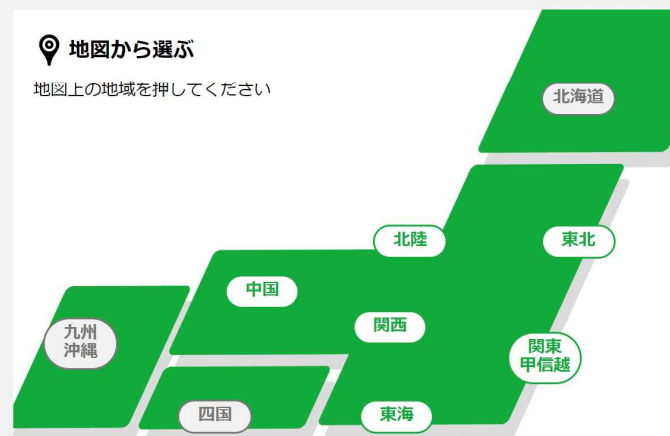 地図から選ぶ
地図上の地域を押してください
北海道
北陸
東北
中国
関西
九州
沖縄
関東
甲信越
四国
東海